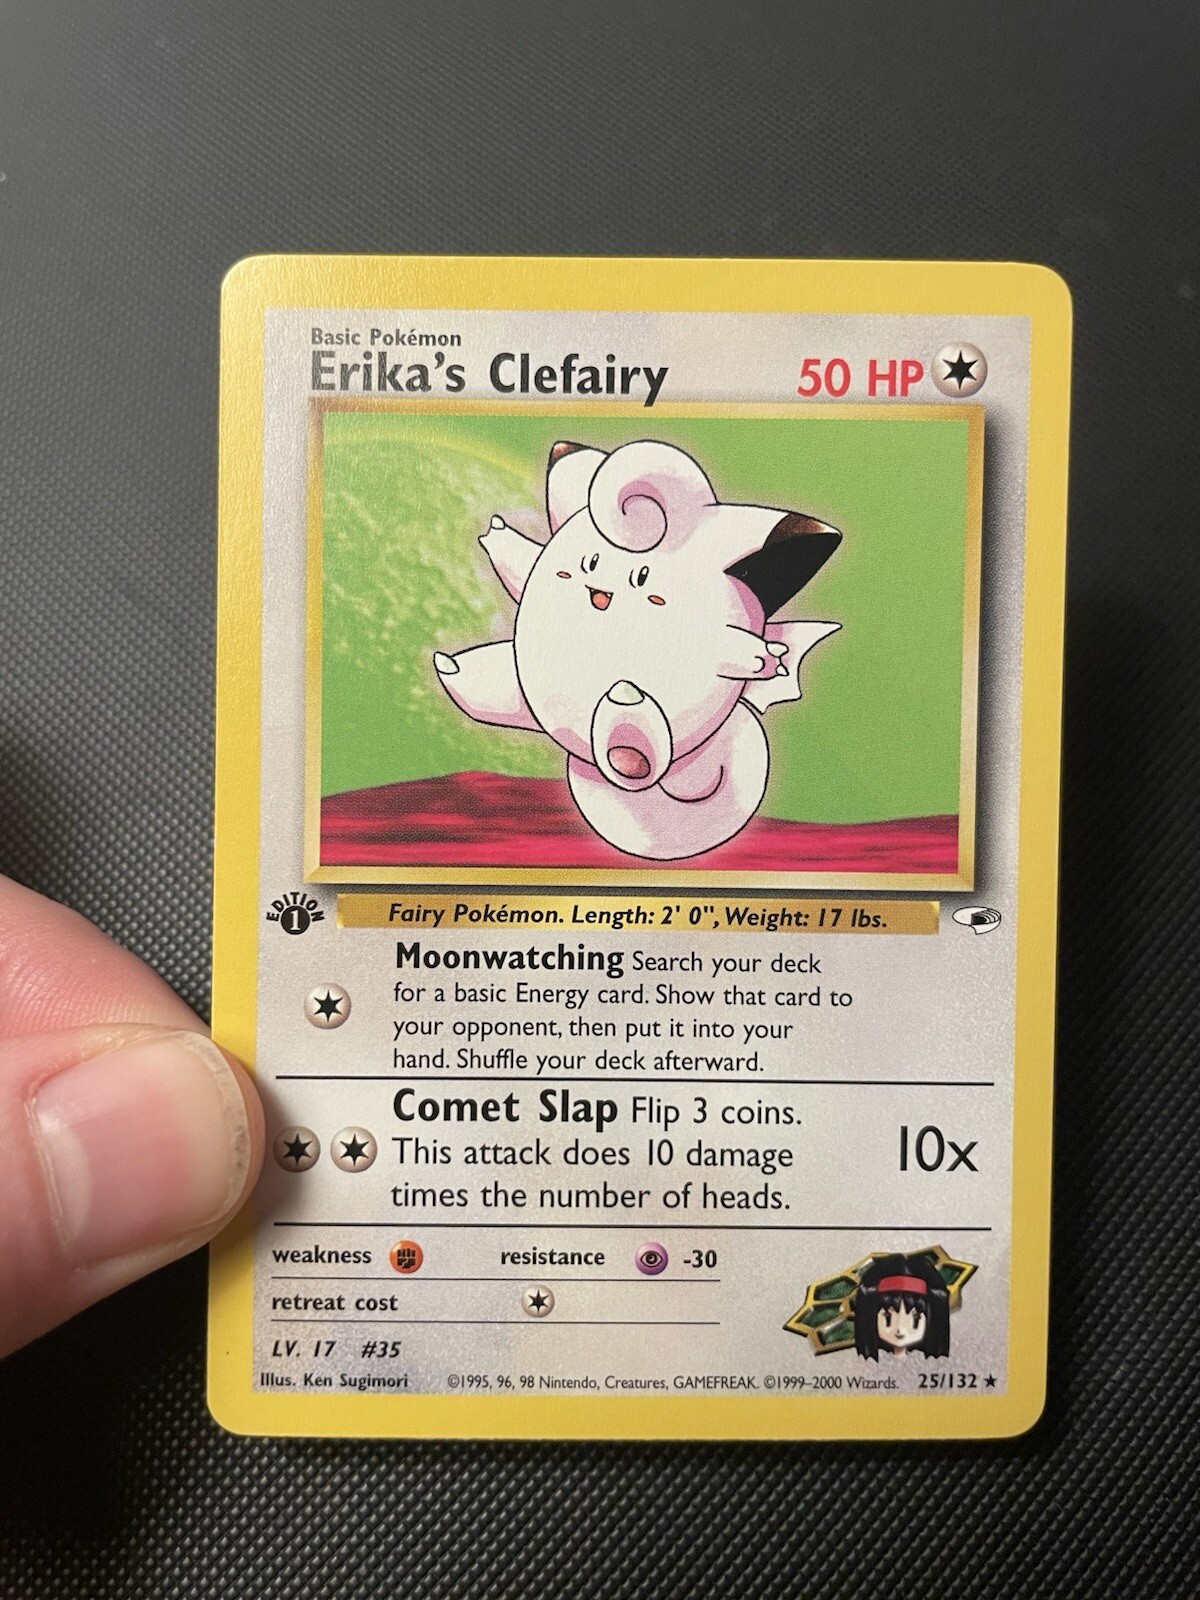 Basic Pokémon
Erika's Clefairy 50 HP
EDITION
1
Fairy Pokémon. Length: 2' 0", Weight: 17 lbs.
Moonwatching Search your deck
for a basic Energy card. Show that card to
your opponent, then put it into your
hand. Shuffle your deck afterward.
Comet Slap Flip 3 coins.
This attack does 10 damage
times the number of heads.
10x
weakness resistance -30
retreat cost
LV. 17 #35
Illus. Ken Sugimori ©1995, 96, 98 Nintendo, Creatures, GAMEFREAK. ©1999–2000 Wizards. 25/132 ★